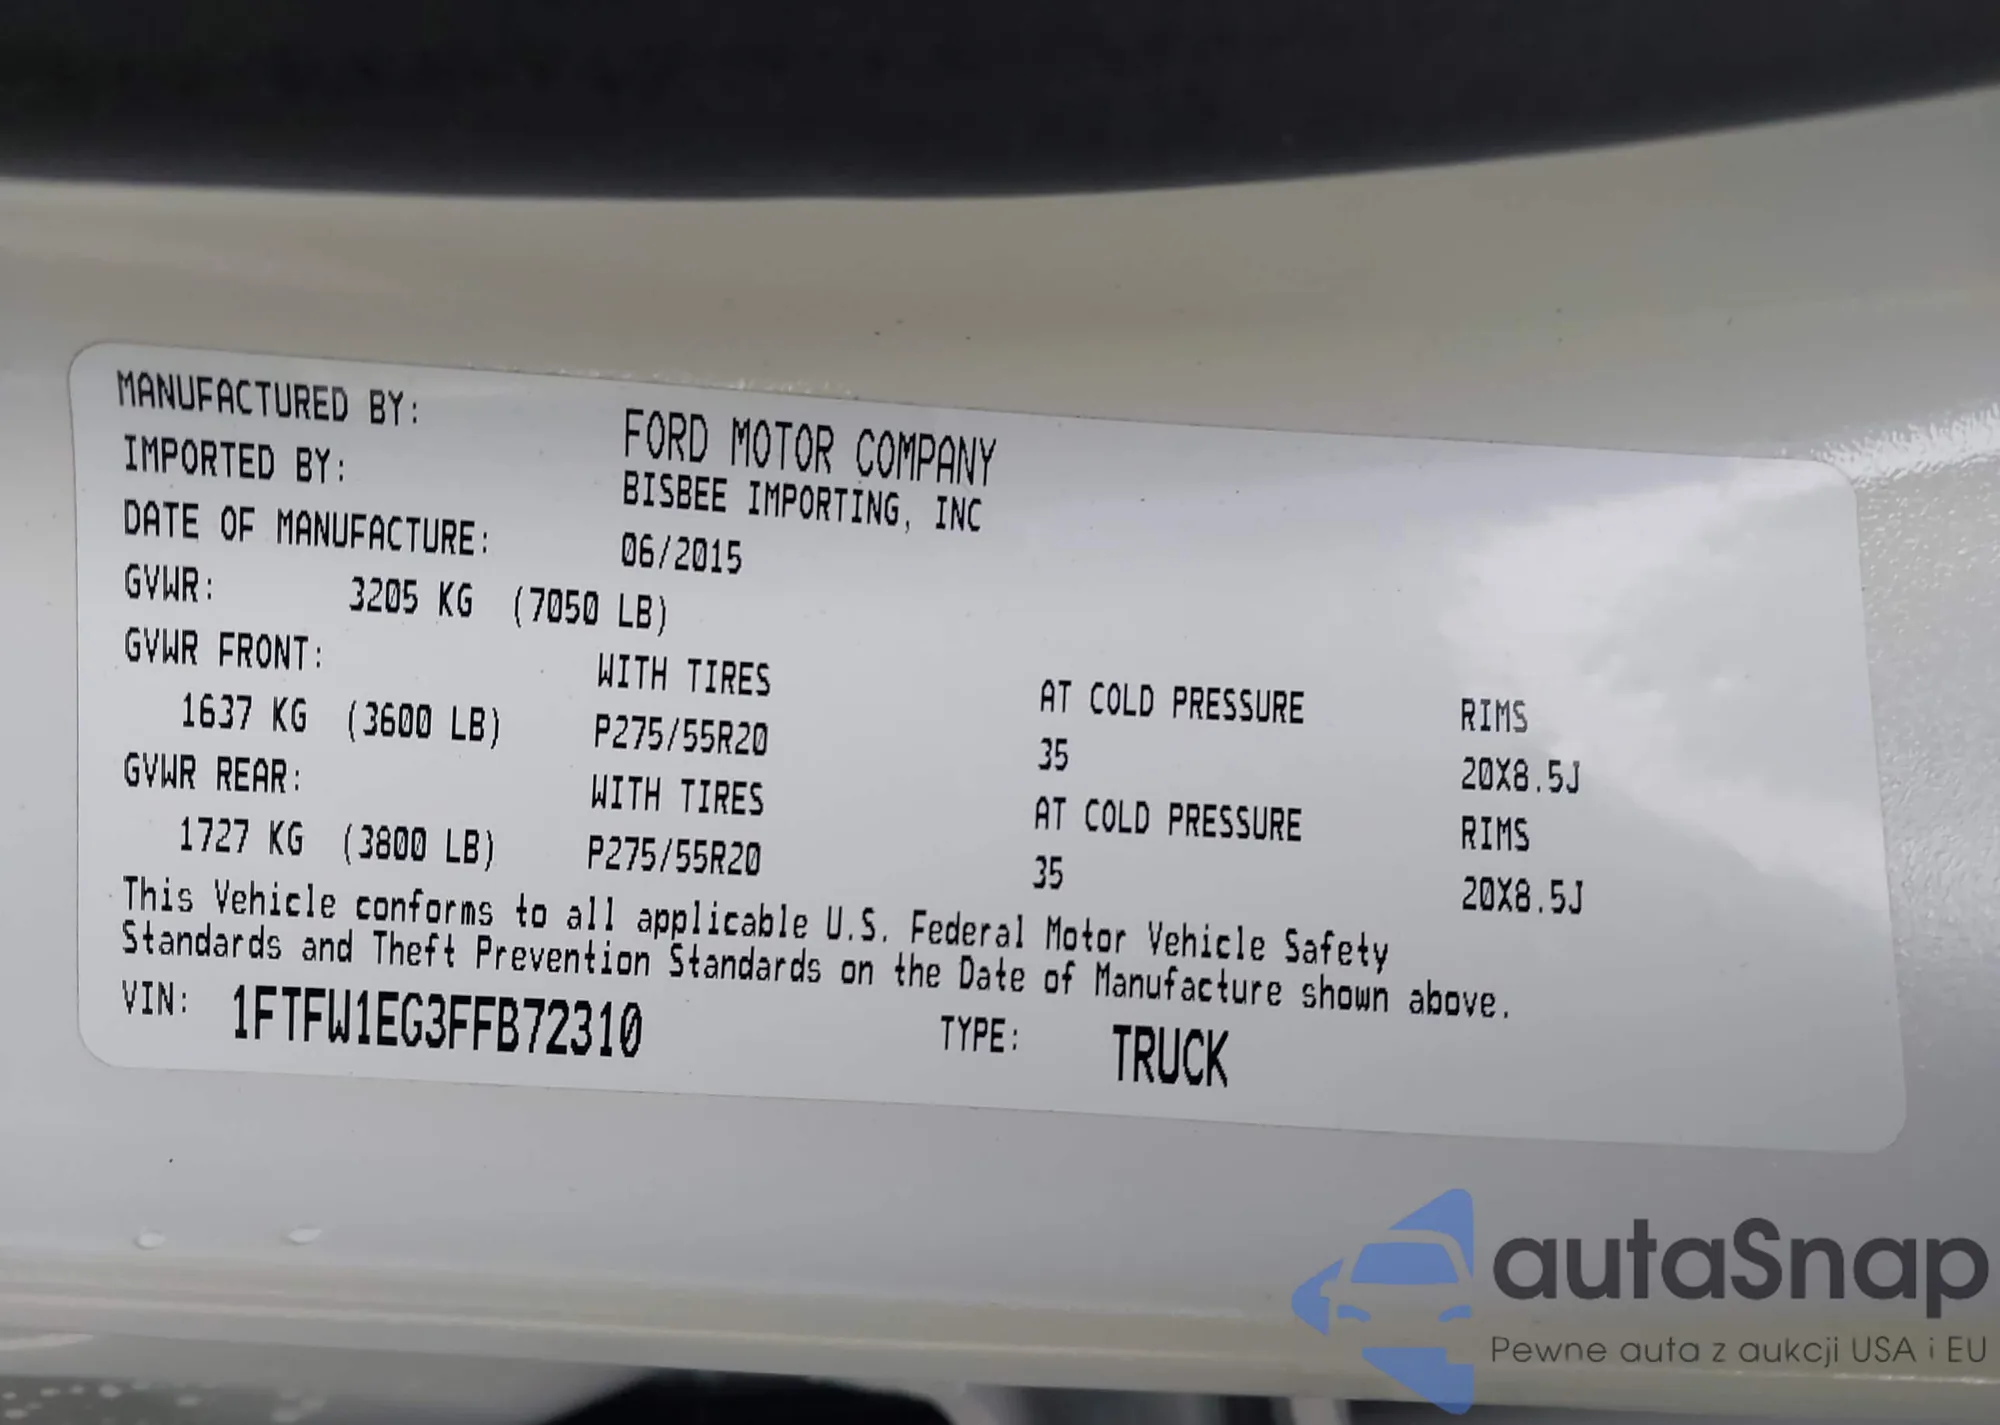 MANUFACTURED BY: FORD MOTOR COMPANY
IMPORTED BY: BISBEE IMPORTING, INC
DATE OF MANUFACTURE: 06/2015
GVWR: 3205 KG (7050 LB)
GVWR FRONT: WITH TIRES AT COLD PRESSURE RIMS
1637 KG (3600 LB) P275/55R20 35 20X8.5J
GVWR REAR: WITH TIRES AT COLD PRESSURE RIMS
1727 KG (3800 LB) P275/55R20 35 20X8.5J
This Vehicle conforms to all applicable U.S. Federal Motor Vehicle Safety
Standards and Theft Prevention Standards on the Date of Manufacture shown above.
VIN: 1FTFW1EG3FFB72310 TYPE: TRUCK
autaSnap
Pewne auta z aukcji USA i EU